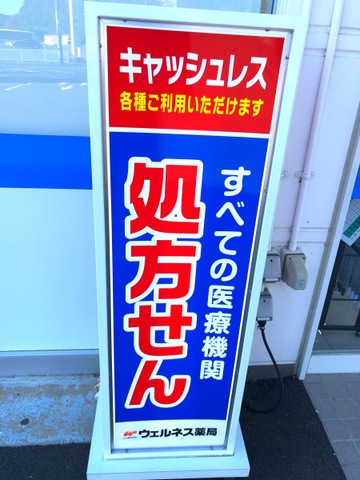 キャッシュレス
各種ご利用いただけます
すべての医療機関
処方せん
ウェルネス薬局